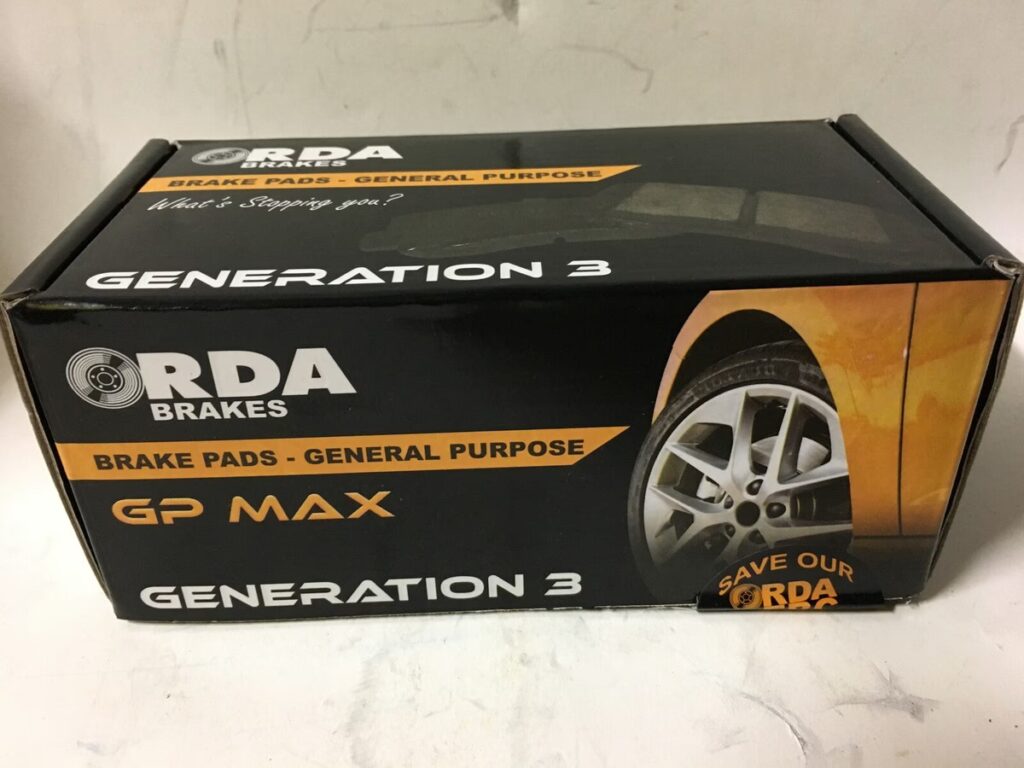 RDA
BRAKES
BRAKE PADS - GENERAL PURPOSE
What's Stopping you?
GENERATION 3
RDA
BRAKES
BRAKE PADS - GENERAL PURPOSE
GP MAX
GENERATION 3
SAVE OUR
RDA